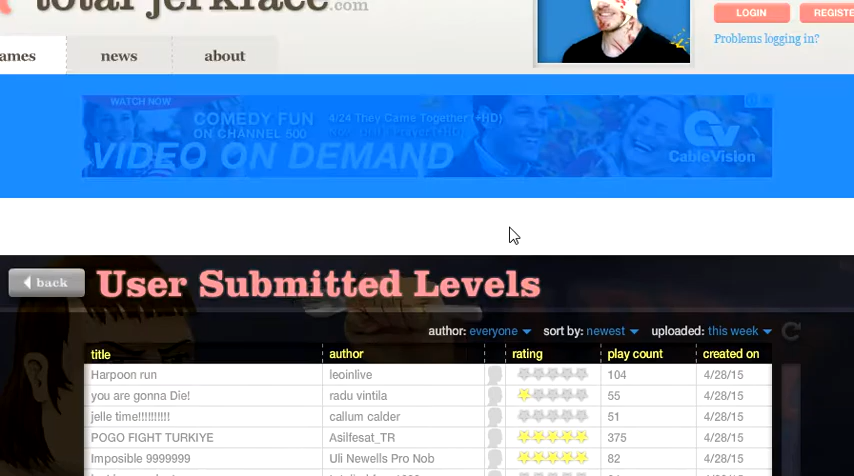 total jerkface.com
LOGIN
REGISTE
Problems logging in?
ames
news
about
WATCH NOW
COMEDY FUN
ON CHANNEL 500
4/24 They Came Together (+HD)
VIDEO ON DEMAND
CableVision
back
User Submitted Levels
author: everyone sort by: newest uploaded: this week
title author rating play count created on
Harpoon run leoinlive 104 4/28/15
you are gonna Die! radu vintila 55 4/28/15
jelle time!!!!!!!!!! callum calder 51 4/28/15
POGO FIGHT TURKIYE Asilfesat_TR 375 4/28/15
Imposible 9999999 Uli Newells Pro Nob 82 4/28/15